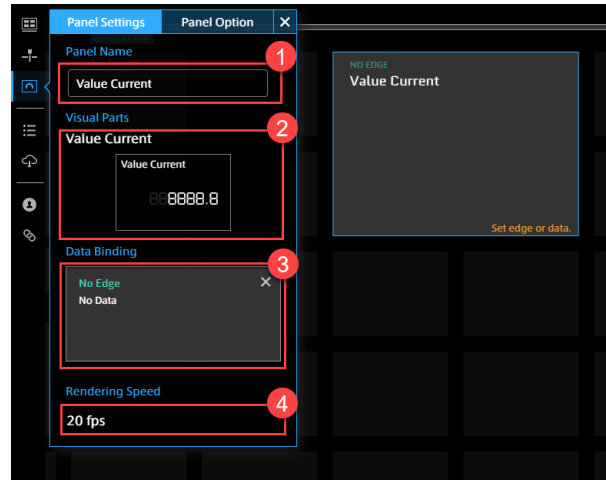 Panel Settings Panel Option
Panel Name
1
Value Current
Visual Parts
2
Value Current
Value Current
8888.8
Data Binding
3
No Edge
No Data
Rendering Speed
4
20 fps
NO EDGE
Value Current
Set edge or data.